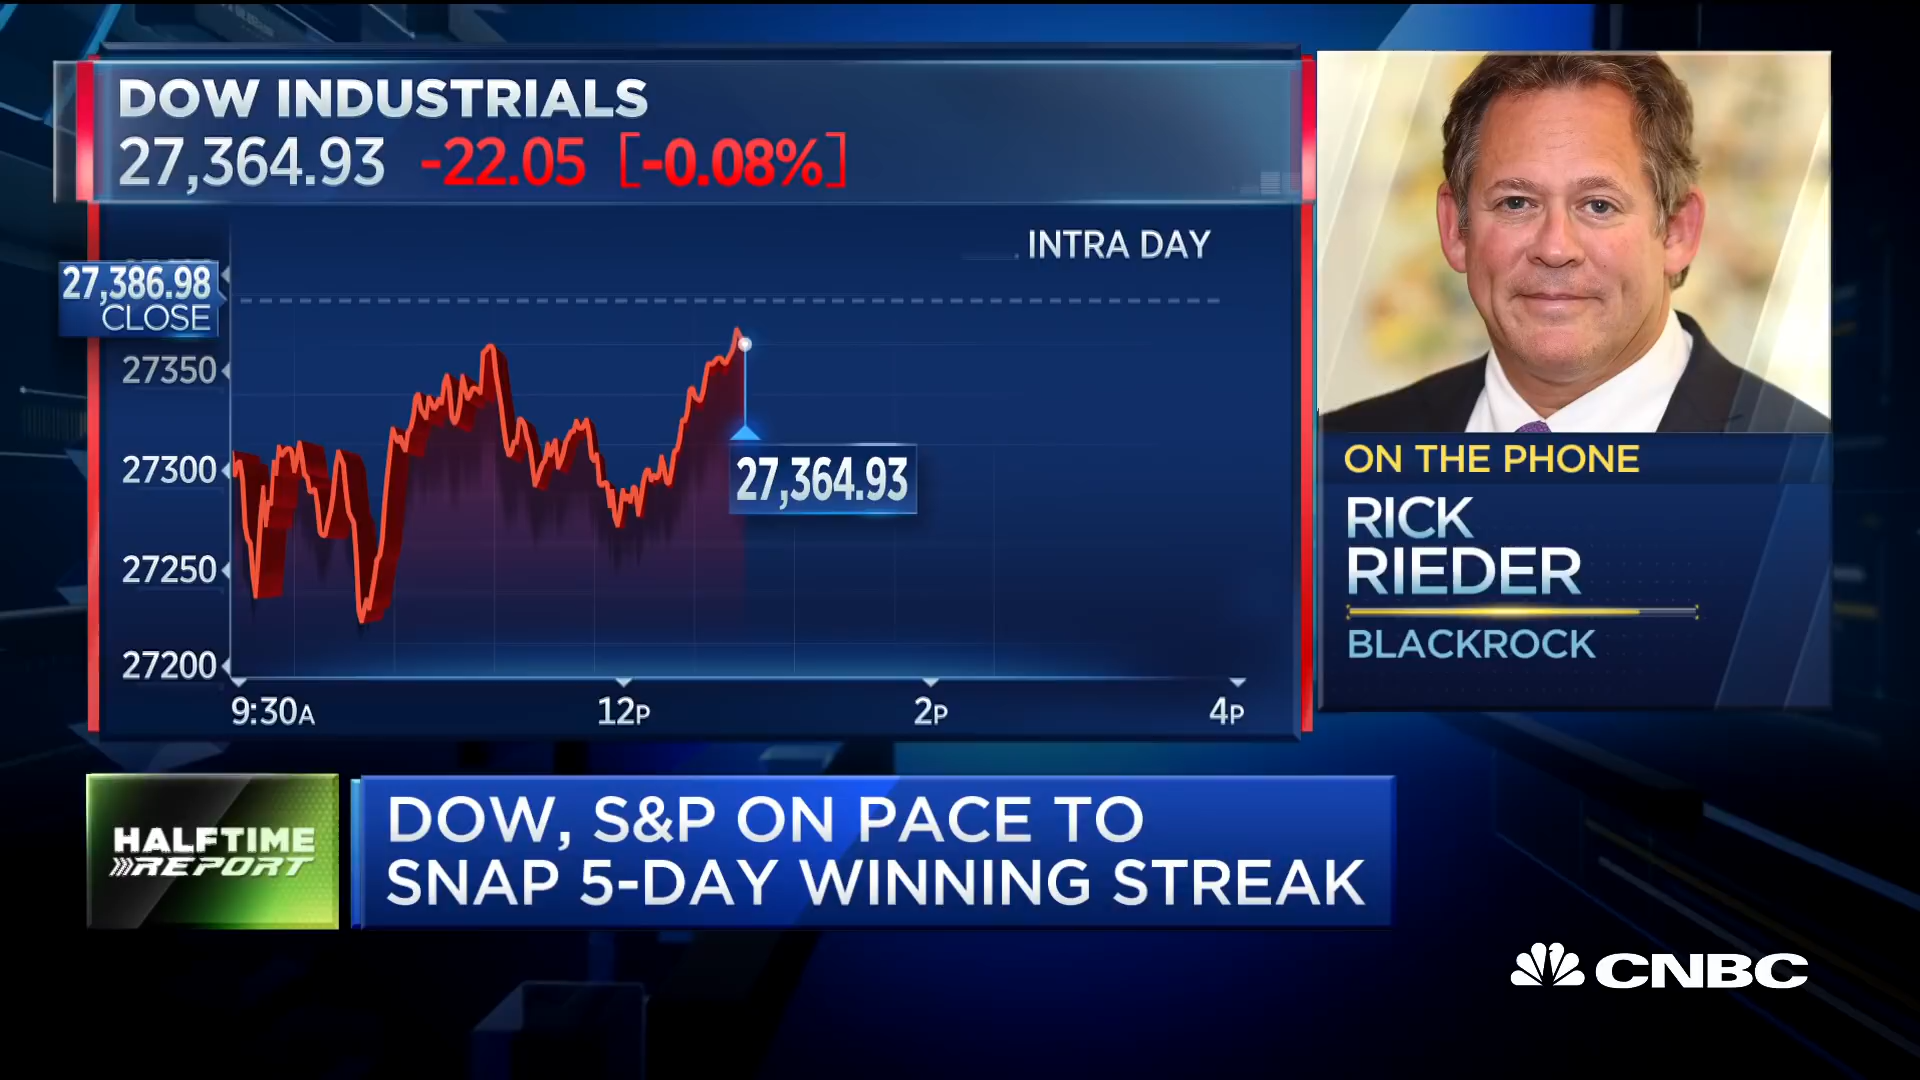 DOW INDUSTRIALS
27,364.93 -22.05 [-0.08%]
INTRA DAY
27,386.98
CLOSE
27350
27300
27250
27200
27,364.93
9:30A 12P 2P 4P
ON THE PHONE
RICK
RIEDER
BLACKROCK
HALFTIME
REPORT
DOW, S&P ON PACE TO
SNAP 5-DAY WINNING STREAK
CNBC